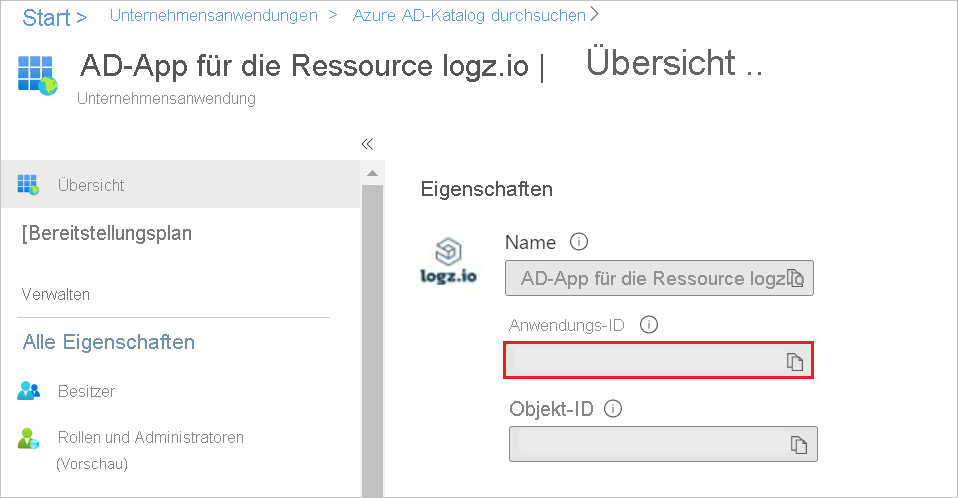 Start > Unternehmensanwendungen > Azure AD-Katalog durchsuchen >
AD-App für die Ressource logz.io | Übersicht ..
Unternehmensanwendung
«
Übersicht
[Bereitstellungsplan
Verwalten
Alle Eigenschaften
Besitzer
Rollen und Administratoren
(Vorschau)
Eigenschaften
logz.io
Name
AD-App für die Ressource logz.io
Anwendungs-ID
Objekt-ID